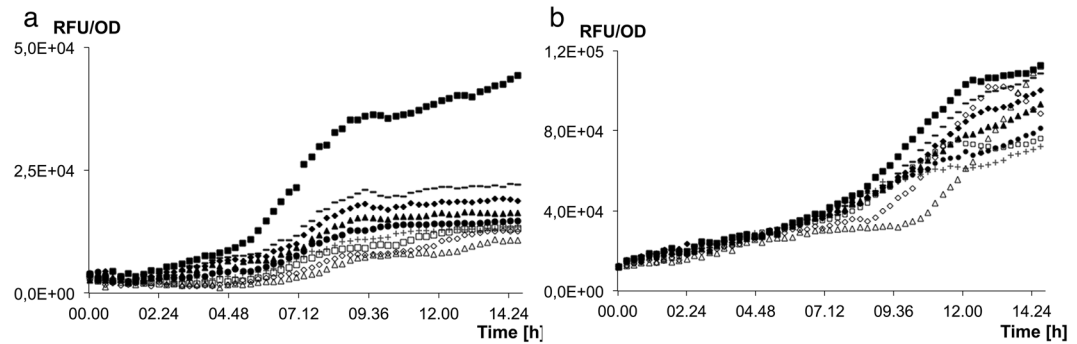 a
RFU/OD
5,0E+04
2,5E+04
0,0E+00
00.00 02.24 04.48 07.12 09.36 12.00 14.24
Time [h]
b
RFU/OD
1,2E+05
8,0E+04
4,0E+04
0,0E+00
00.00 02.24 04.48 07.12 09.36 12.00 14.24
Time [h]